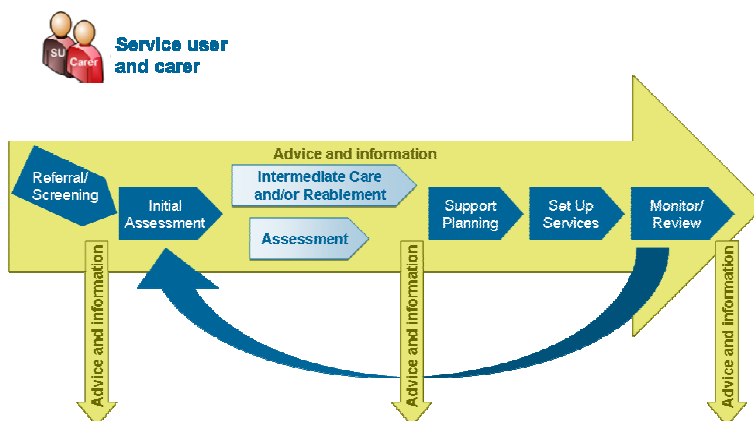 SU
Carer
Service user
and carer
Advice and information
Referral/
Screening
Initial
Assessment
Intermediate Care
and/or Reablement
Assessment
Support
Planning
Set Up
Services
Monitor/
Review
Advice and information
Advice and information
Advice and information